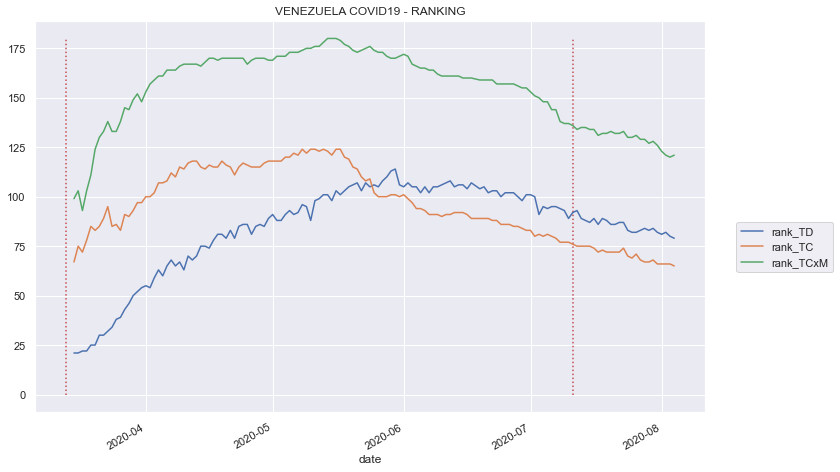 VENEZUELA COVID19 - RANKING
175
150
125
100
75
50
25
0
2020-04
2020-05
2020-06
2020-07
2020-08
date
rank_TD
rank_TC
rank_TCxM